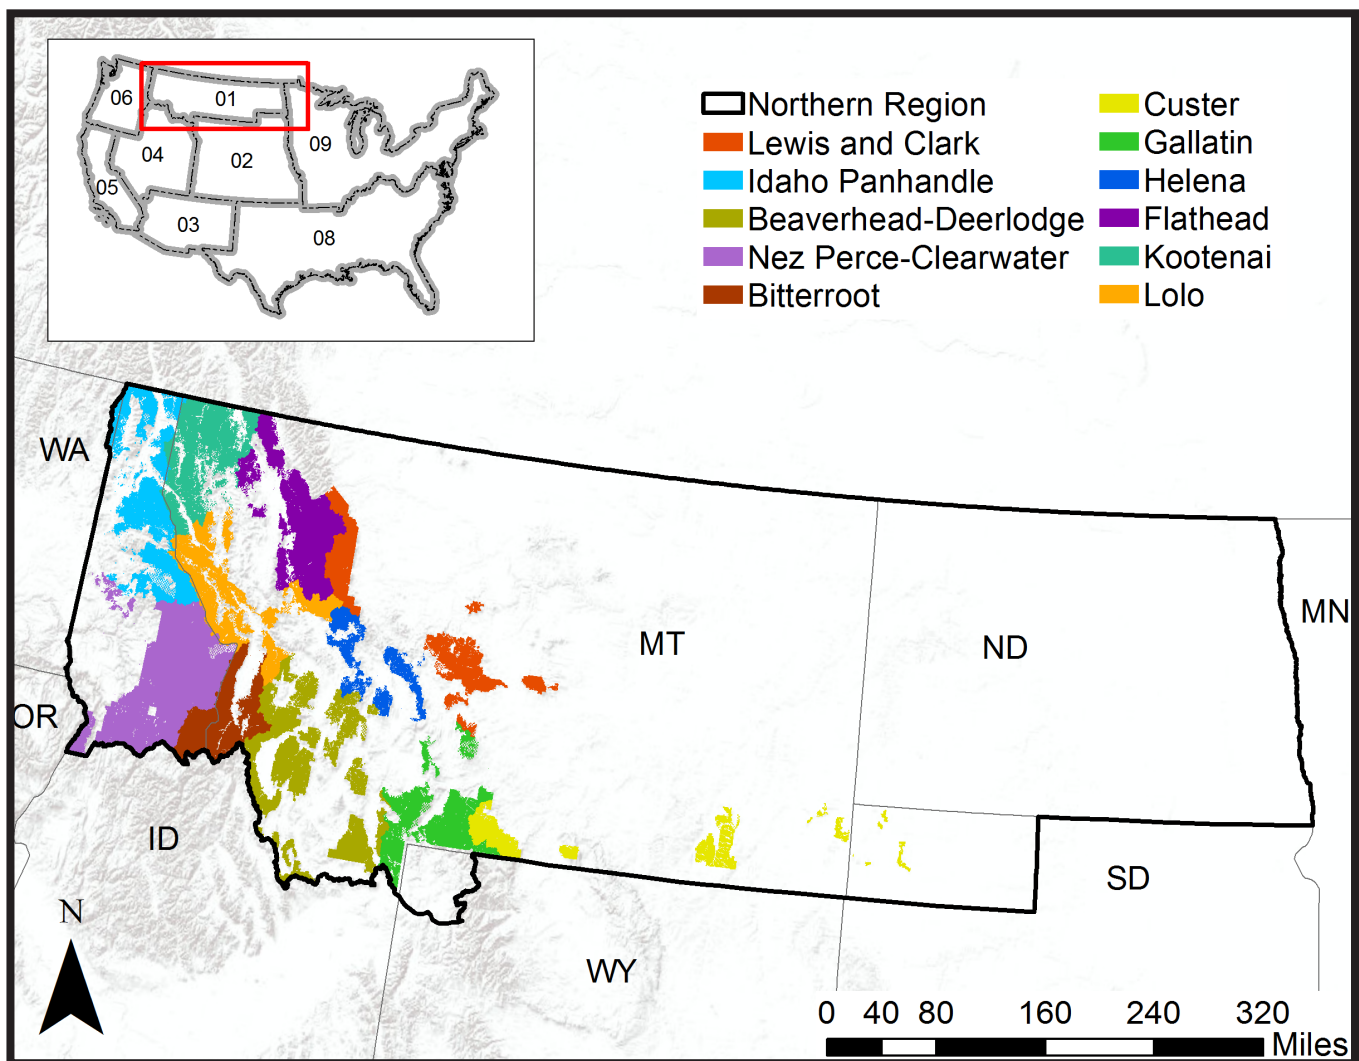 06
01
09
04
02
05
03
08
Northern Region
Lewis and Clark
Idaho Panhandle
Beaverhead-Deerlodge
Nez Perce-Clearwater
Bitterroot
Custer
Gallatin
Helena
Flathead
Kootenai
Lolo
WA
MT
ND
MN
OR
ID
SD
WY
N
0 40 80 160 240 320
Miles